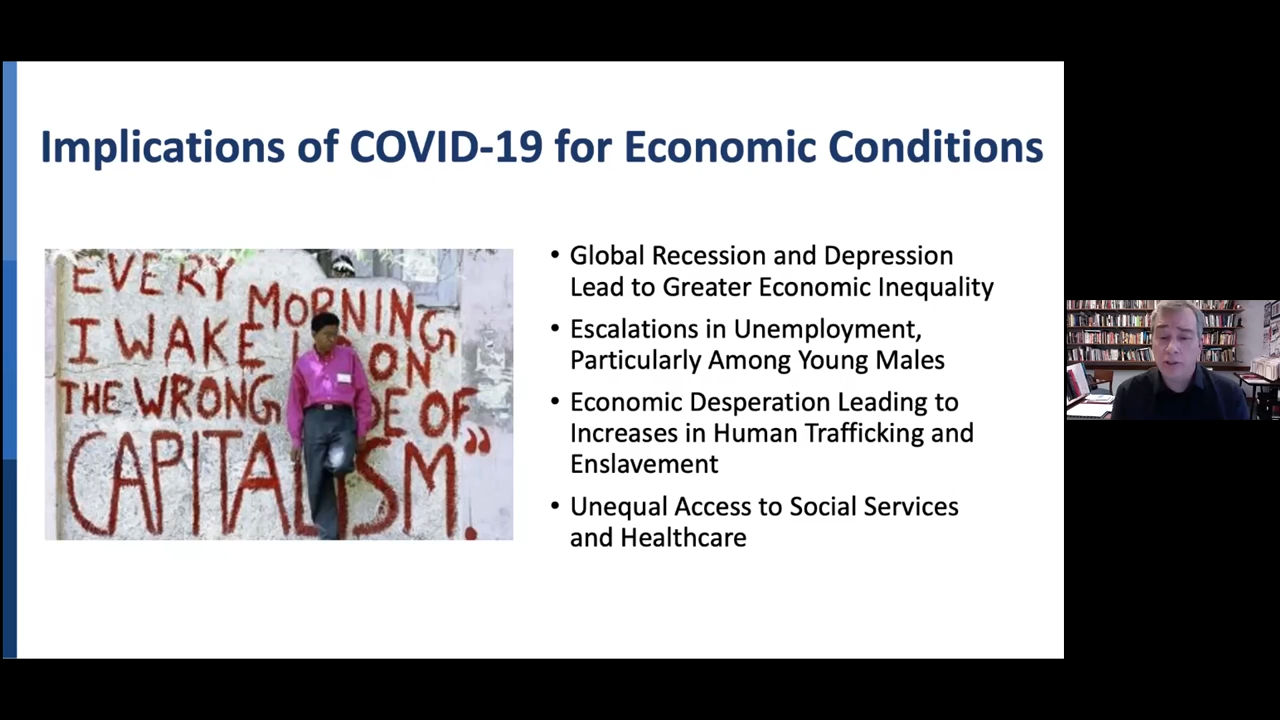 Implications of COVID-19 for Economic Conditions
EVERY
MORNING
I WAKE ON
THE WRONG E OF
CAPITALISM”.
• Global Recession and Depression
Lead to Greater Economic Inequality
• Escalations in Unemployment,
Particularly Among Young Males
• Economic Desperation Leading to
Increases in Human Trafficking and
Enslavement
• Unequal Access to Social Services
and Healthcare